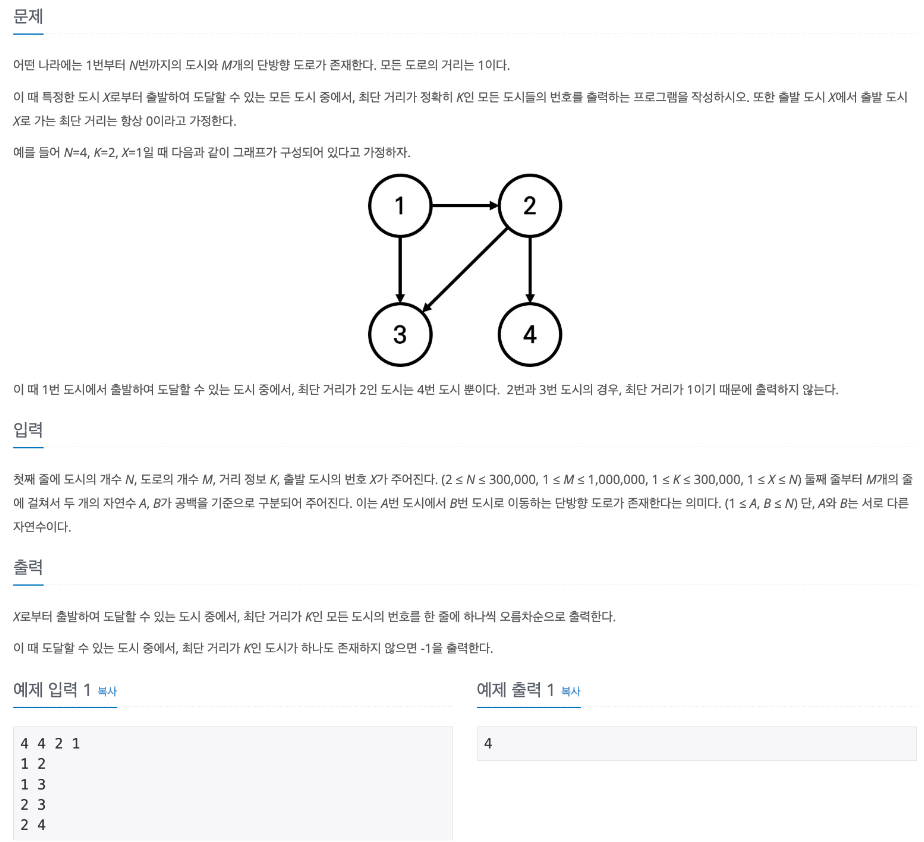 문제
어떤 나라에는 1번부터 N번까지의 도시와 M개의 단방향 도로가 존재한다. 모든 도로의 거리는 1이다.
이 때 특정한 도시 X로부터 출발하여 도달할 수 있는 모든 도시 중에서, 최단 거리가 정확히 K인 모든 도시들의 번호를 출력하는 프로그램을 작성하시오. 또한 출발 도시 X에서 출발 도시
X로 가는 최단 거리는 항상 0이라고 가정한다.
예를 들어 N=4, K=2, X=1일 때 다음과 같이 그래프가 구성되어 있다고 가정하자.
1 2
3 4
이 때 1번 도시에서 출발하여 도달할 수 있는 도시 중에서, 최단 거리가 2인 도시는 4번 도시 뿐이다. 2번과 3번 도시의 경우, 최단 거리가 1이기 때문에 출력하지 않는다.
입력
첫째 줄에 도시의 개수 N, 도로의 개수 M, 거리 정보 K, 출발 도시의 번호 X가 주어진다. (2 ≤ N ≤ 300,000, 1 ≤ M ≤ 1,000,000, 1 ≤ K ≤ 300,000, 1 ≤ X ≤ N) 둘째 줄부터 M개의 줄
에 걸쳐서 두 개의 자연수 A, B가 공백을 기준으로 구분되어 주어진다. 이는 A번 도시에서 B번 도시로 이동하는 단방향 도로가 존재한다는 의미다. (1 ≤ A, B ≤ N) 단, A와 B는 서로 다른
자연수이다.
출력
X로부터 출발하여 도달할 수 있는 도시 중에서, 최단 거리가 K인 모든 도시의 번호를 한 줄에 하나씩 오름차순으로 출력한다.
이 때 도달할 수 있는 도시 중에서, 최단 거리가 K인 도시가 하나도 존재하지 않으면 -1을 출력한다.
예제 입력 1 복사
4 4 2 1
1 2
1 3
2 3
2 4
예제 출력 1 복사
4